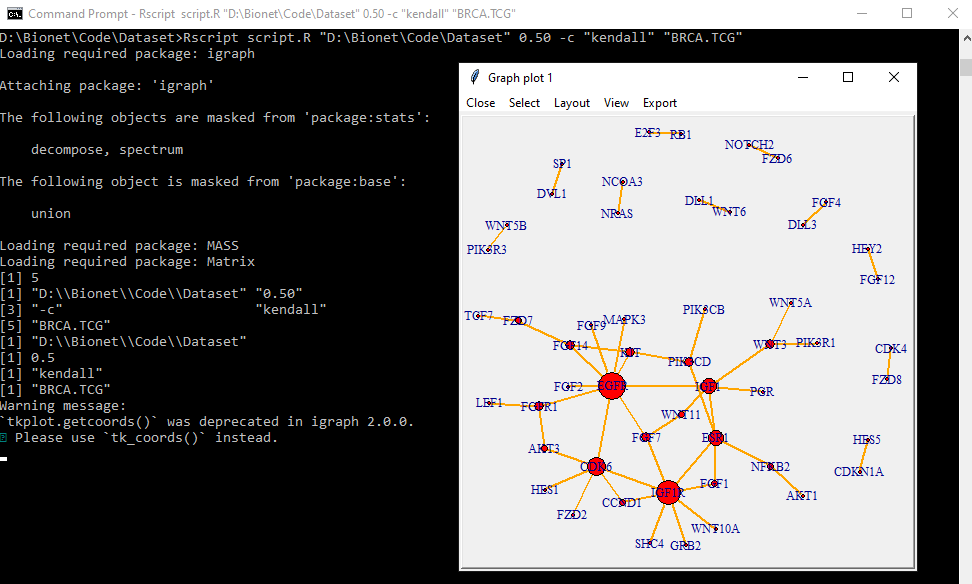 Command Prompt - Rscript script.R "D:\Bionet\Code\Dataset" 0.50 -c "kendall" "BRCA.TCG"
D:\Bionet\Code\Dataset>Rscript script.R "D:\Bionet\Code\Dataset" 0.50 -c "kendall" "BRCA.TCG"
Loading required package: igraph
Attaching package: 'igraph'
The following objects are masked from 'package:stats':
decompose, spectrum
The following object is masked from 'package:base':
union
Loading required package: MASS
Loading required package: Matrix
[1] 5
[1] "D:\\Bionet\\Code\\Dataset" "0.50"
[3] "-c" "kendall"
[5] "BRCA.TCG"
[1] "D:\\Bionet\\Code\\Dataset"
[1] 0.5
[1] "kendall"
[1] "BRCA.TCG"
Warning message:
`tkplot.getcoords()` was deprecated in igraph 2.0.0.
Please use `tk_coords()` instead.
Graph plot 1
Close Select Layout View Export
E2F3 RB1
NOTCH2
FZD6
SP1
DVL1
NCOA3
NRAS
DLL1
WNT6
FGF4
DLL3
WNT5B
PIK3R3
HEY2
FGF12
WNT5A
PIK3CB
TCF7
FZD7
FGF9
MAPK3
FGF14
KIT
PIK3CD
WNT3
PIK3R1
CDK4
FZD8
FGF2
EGFR
IGF1
PGR
LEF1
FGFR1
WNT11
AKT3
FGF7
ESR1
HES5
CDKN1A
CDK6
NFKB2
HES1
FZD2
CCND1
IGF1R
FGF1
AKT1
WNT10A
SHC4
GRB2